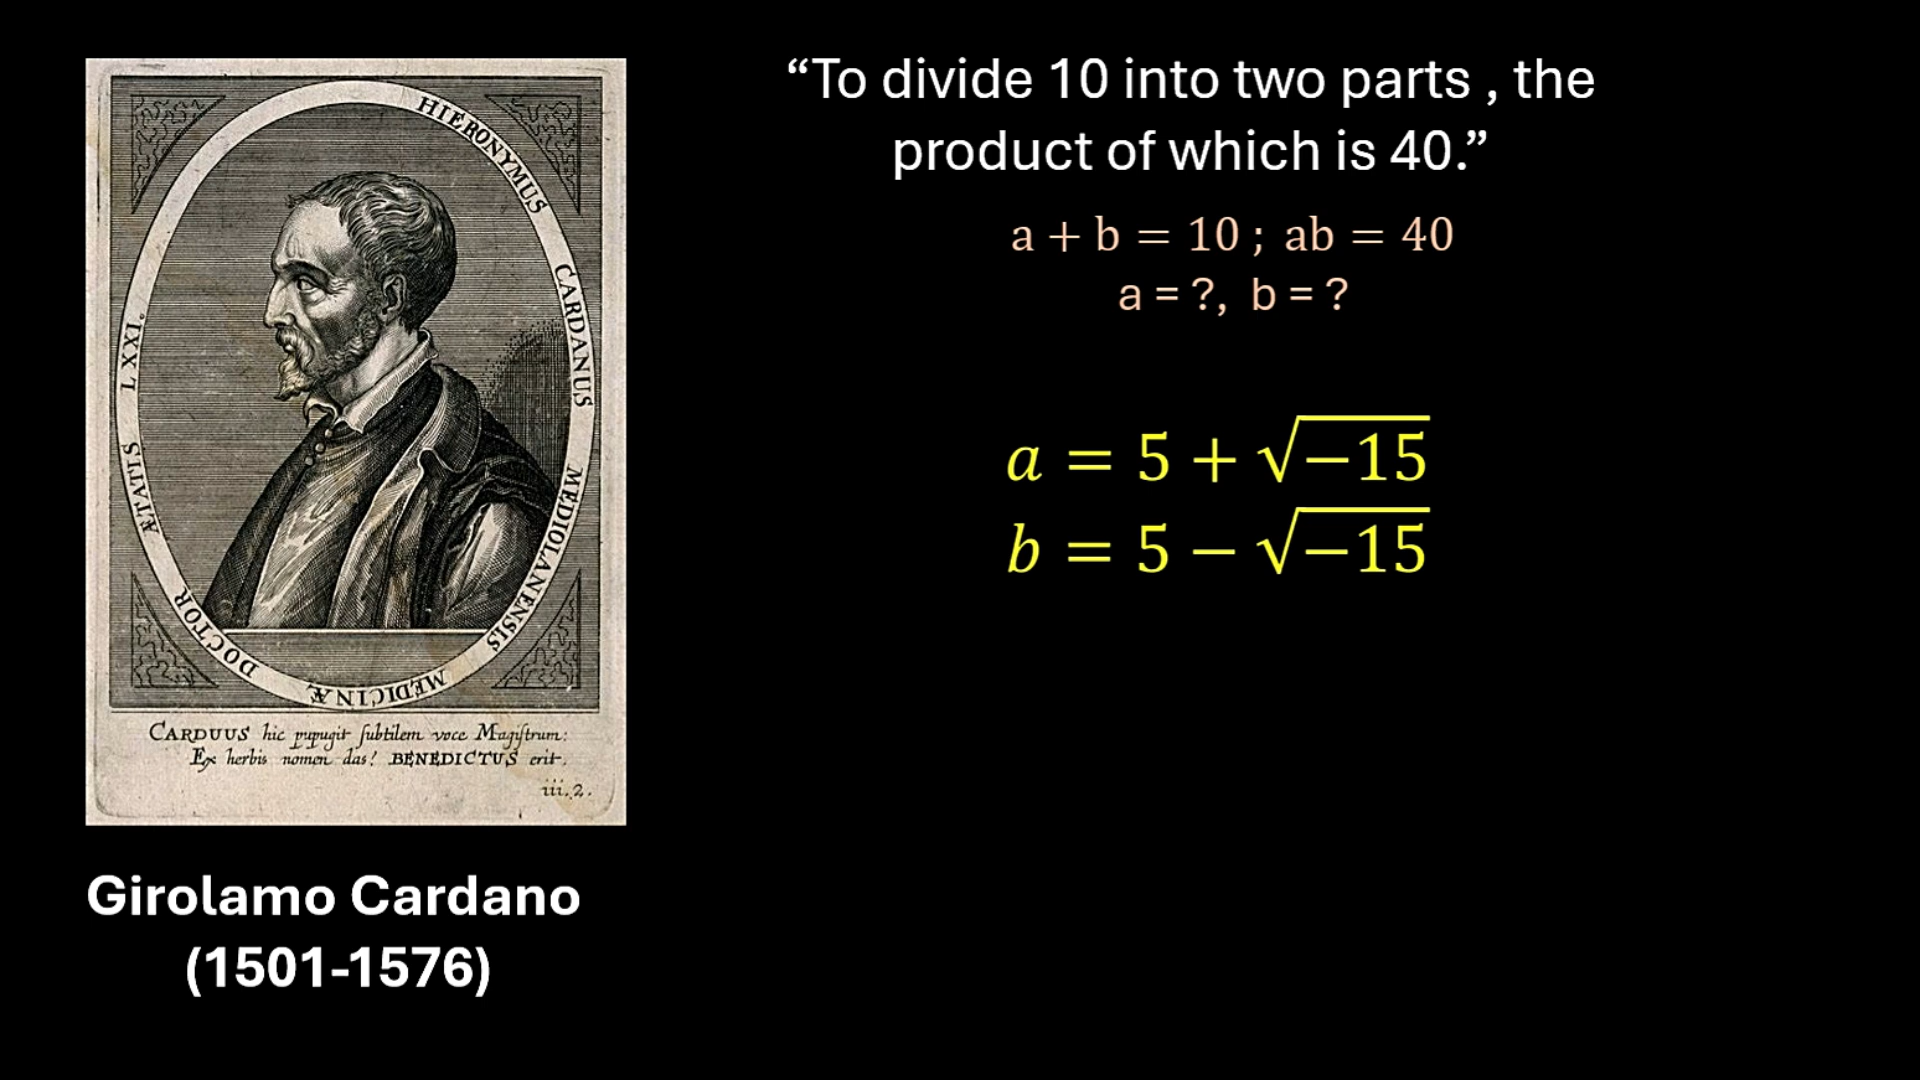 “To divide 10 into two parts , the
product of which is 40.”
a + b = 10 ; ab = 40
a = ?, b = ?
a = 5 + √−15
b = 5 − √−15
HIERONYMUS CARDANUS MEDIOLANENSIS MEDICINÆ DOCTOR ÆTATIS LXXI.
CARDUUS hic pupugit ſubtilem voce Magiſtrum:
Ex herbis nomen das! BENEDICTUS erit.
iii.2.
Girolamo Cardano
(1501-1576)